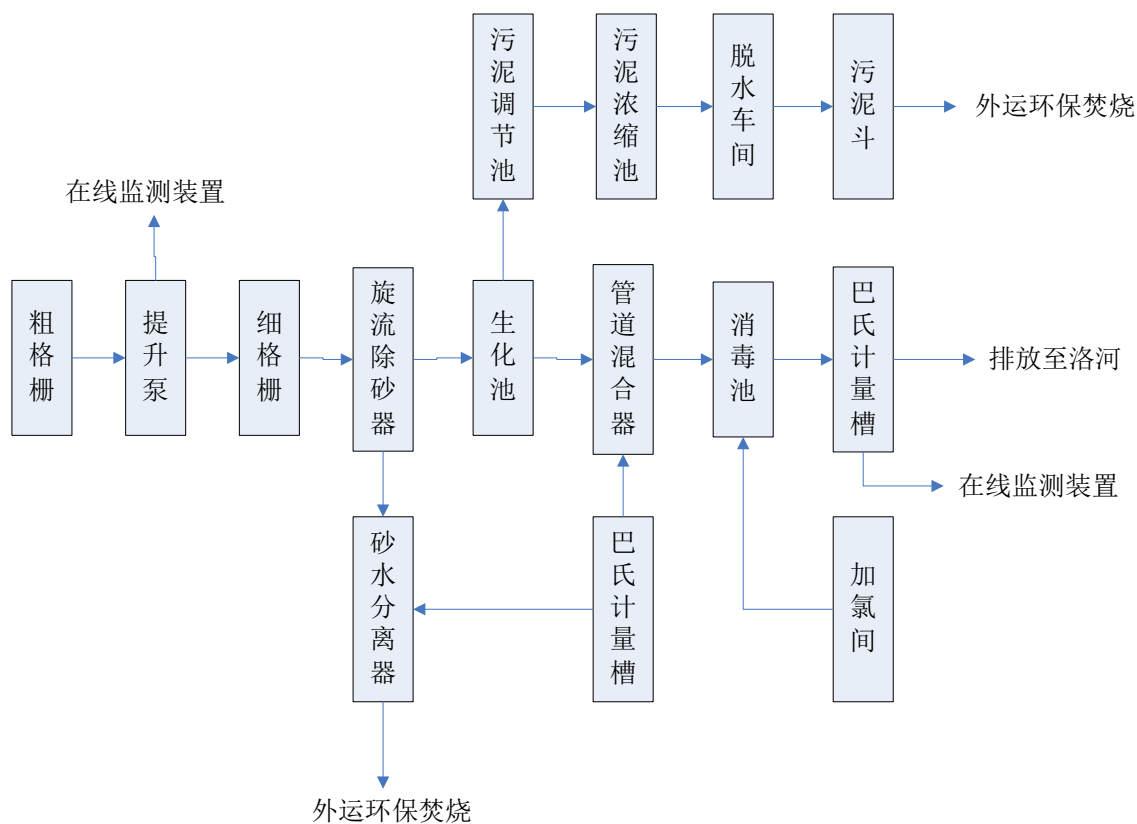 污泥调节池
污泥浓缩池
脱水车间
污泥斗
外运环保焚烧
在线监测装置
粗格栅
提升泵
细格栅
旋流除砂器
生化池
管道混合器
消毒池
巴氏计量槽
排放至洛河
在线监测装置
砂水分离器
巴氏计量槽
加氯间
外运环保焚烧